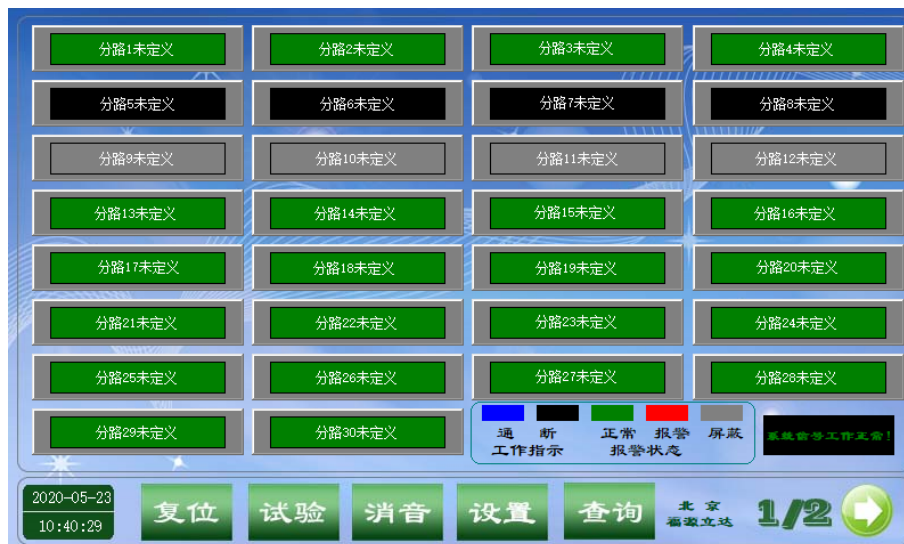 分路1未定义
分路2未定义
分路3未定义
分路4未定义
分路5未定义
分路6未定义
分路7未定义
分路8未定义
分路9未定义
分路10未定义
分路11未定义
分路12未定义
分路13未定义
分路14未定义
分路15未定义
分路16未定义
分路17未定义
分路18未定义
分路19未定义
分路20未定义
分路21未定义
分路22未定义
分路23未定义
分路24未定义
分路25未定义
分路26未定义
分路27未定义
分路28未定义
分路29未定义
分路30未定义
通 断 正常 报警 屏蔽
工作指示 报警状态
系统信号工作正常!
2020-05-23
10:40:29
复位
试验
消音
设置
查询
北京
福源立达
1/2